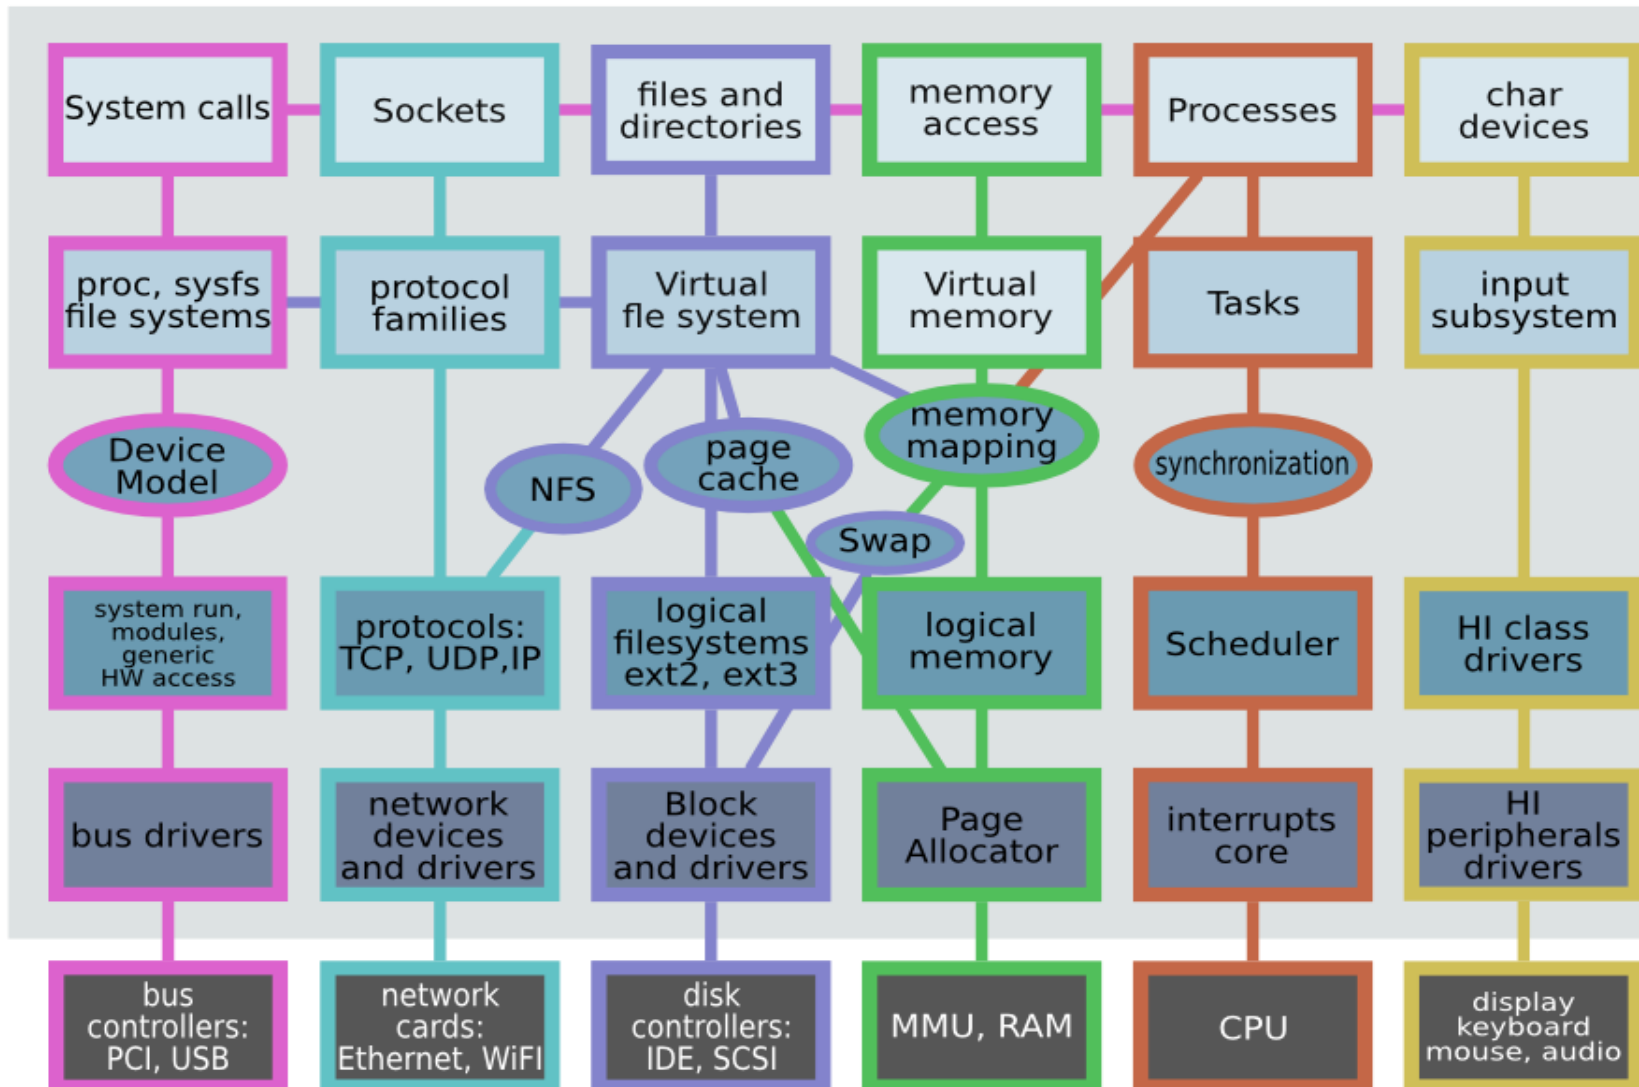 System calls
Sockets
files and
directories
memory
access
Processes
char
devices
proc, sysfs
file systems
protocol
families
Virtual
fle system
Virtual
memory
Tasks
input
subsystem
Device
Model
NFS
page
cache
memory
mapping
Swap
synchronization
system run,
modules,
generic
HW access
protocols:
TCP, UDP,IP
logical
filesystems
ext2, ext3
logical
memory
Scheduler
HI class
drivers
bus drivers
network
devices
and drivers
Block
devices
and drivers
Page
Allocator
interrupts
core
HI
peripherals
drivers
bus
controllers:
PCI, USB
network
cards:
Ethernet, WiFI
disk
controllers:
IDE, SCSI
MMU, RAM
CPU
display
keyboard
mouse, audio